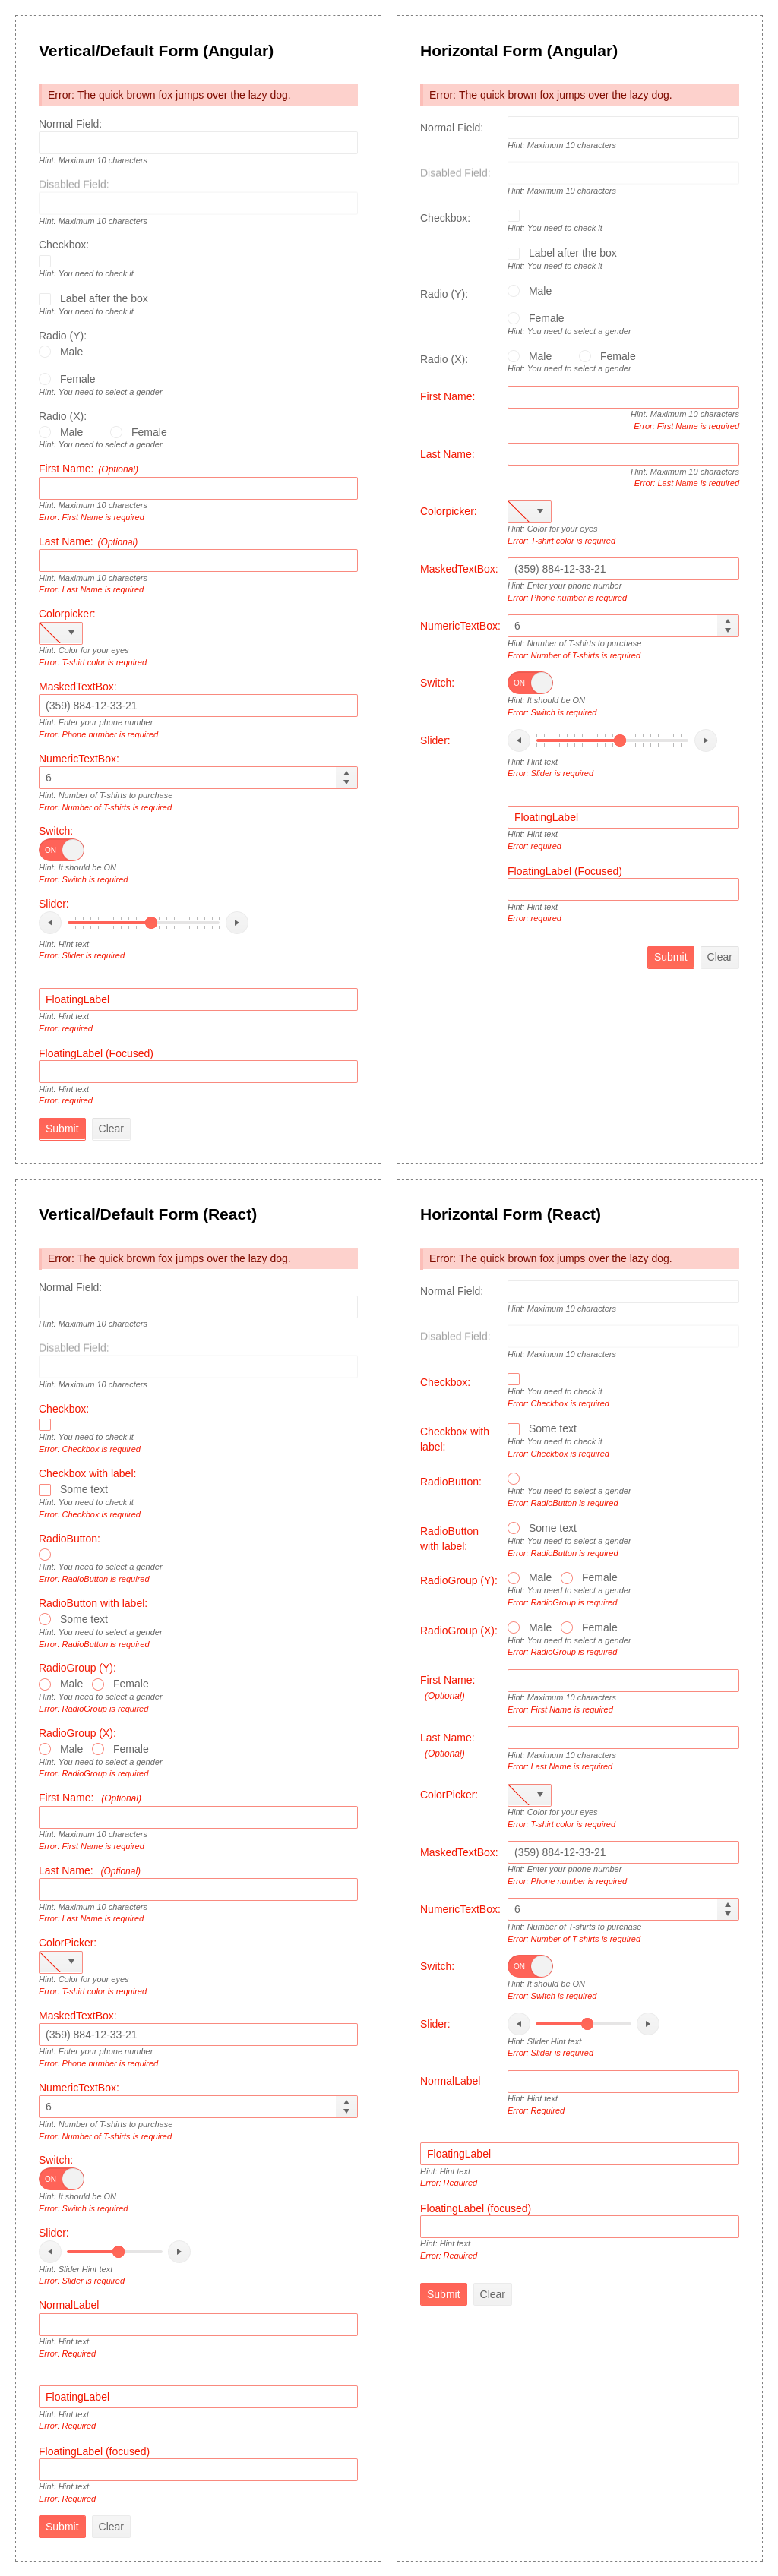 Vertical/Default Form (Angular)
Error: The quick brown fox jumps over the lazy dog.
Normal Field:
Hint: Maximum 10 characters
Disabled Field:
Hint: Maximum 10 characters
Checkbox:
Hint: You need to check it
Label after the box
Hint: You need to check it
Radio (Y):
Male
Female
Hint: You need to select a gender
Radio (X):
Male Female
Hint: You need to select a gender
First Name: (Optional)
Hint: Maximum 10 characters
Error: First Name is required
Last Name: (Optional)
Hint: Maximum 10 characters
Error: Last Name is required
Colorpicker:
Hint: Color for your eyes
Error: T-shirt color is required
MaskedTextBox:
(359) 884-12-33-21
Hint: Enter your phone number
Error: Phone number is required
NumericTextBox:
6
Hint: Number of T-shirts to purchase
Error: Number of T-shirts is required
Switch:
ON
Hint: It should be ON
Error: Switch is required
Slider:
Hint: Hint text
Error: Slider is required
FloatingLabel
Hint: Hint text
Error: required
FloatingLabel (Focused)
Hint: Hint text
Error: required
Submit Clear
Horizontal Form (Angular)
Error: The quick brown fox jumps over the lazy dog.
Normal Field:
Hint: Maximum 10 characters
Disabled Field:
Hint: Maximum 10 characters
Checkbox:
Hint: You need to check it
Label after the box
Hint: You need to check it
Radio (Y):
Male
Female
Hint: You need to select a gender
Radio (X):
Male Female
Hint: You need to select a gender
First Name:
Hint: Maximum 10 characters
Error: First Name is required
Last Name:
Hint: Maximum 10 characters
Error: Last Name is required
Colorpicker:
Hint: Color for your eyes
Error: T-shirt color is required
MaskedTextBox:
(359) 884-12-33-21
Hint: Enter your phone number
Error: Phone number is required
NumericTextBox:
6
Hint: Number of T-shirts to purchase
Error: Number of T-shirts is required
Switch:
ON
Hint: It should be ON
Error: Switch is required
Slider:
Hint: Hint text
Error: Slider is required
FloatingLabel
Hint: Hint text
Error: required
FloatingLabel (Focused)
Hint: Hint text
Error: required
Submit Clear
Vertical/Default Form (React)
Error: The quick brown fox jumps over the lazy dog.
Normal Field:
Hint: Maximum 10 characters
Disabled Field:
Hint: Maximum 10 characters
Checkbox:
Hint: You need to check it
Error: Checkbox is required
Checkbox with label:
Some text
Hint: You need to check it
Error: Checkbox is required
RadioButton:
Hint: You need to select a gender
Error: RadioButton is required
RadioButton with label:
Some text
Hint: You need to select a gender
Error: RadioButton is required
RadioGroup (Y):
Male Female
Hint: You need to select a gender
Error: RadioGroup is required
RadioGroup (X):
Male Female
Hint: You need to select a gender
Error: RadioGroup is required
First Name: (Optional)
Hint: Maximum 10 characters
Error: First Name is required
Last Name: (Optional)
Hint: Maximum 10 characters
Error: Last Name is required
ColorPicker:
Hint: Color for your eyes
Error: T-shirt color is required
MaskedTextBox:
(359) 884-12-33-21
Hint: Enter your phone number
Error: Phone number is required
NumericTextBox:
6
Hint: Number of T-shirts to purchase
Error: Number of T-shirts is required
Switch:
ON
Hint: It should be ON
Error: Switch is required
Slider:
Hint: Slider Hint text
Error: Slider is required
NormalLabel
Hint: Hint text
Error: Required
FloatingLabel
Hint: Hint text
Error: Required
FloatingLabel (focused)
Hint: Hint text
Error: Required
Submit Clear
Horizontal Form (React)
Error: The quick brown fox jumps over the lazy dog.
Normal Field:
Hint: Maximum 10 characters
Disabled Field:
Hint: Maximum 10 characters
Checkbox:
Hint: You need to check it
Error: Checkbox is required
Checkbox with
label:
Some text
Hint: You need to check it
Error: Checkbox is required
RadioButton:
Hint: You need to select a gender
Error: RadioButton is required
RadioButton
with label:
Some text
Hint: You need to select a gender
Error: RadioButton is required
RadioGroup (Y):
Male Female
Hint: You need to select a gender
Error: RadioGroup is required
RadioGroup (X):
Male Female
Hint: You need to select a gender
Error: RadioGroup is required
First Name:
(Optional)
Hint: Maximum 10 characters
Error: First Name is required
Last Name:
(Optional)
Hint: Maximum 10 characters
Error: Last Name is required
ColorPicker:
Hint: Color for your eyes
Error: T-shirt color is required
MaskedTextBox:
(359) 884-12-33-21
Hint: Enter your phone number
Error: Phone number is required
NumericTextBox:
6
Hint: Number of T-shirts to purchase
Error: Number of T-shirts is required
Switch:
ON
Hint: It should be ON
Error: Switch is required
Slider:
Hint: Slider Hint text
Error: Slider is required
NormalLabel
Hint: Hint text
Error: Required
FloatingLabel
Hint: Hint text
Error: Required
FloatingLabel (focused)
Hint: Hint text
Error: Required
Submit Clear